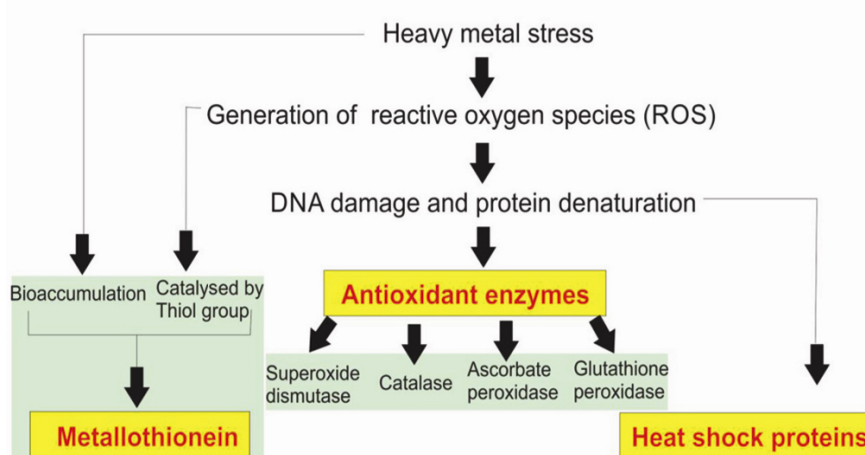 Heavy metal stress
Generation of reactive oxygen species (ROS)
DNA damage and protein denaturation
Bioaccumulation
Catalysed by
Thiol group
Antioxidant enzymes
Superoxide
dismutase
Catalase
Ascorbate
peroxidase
Glutathione
peroxidase
Metallothionein
Heat shock proteins